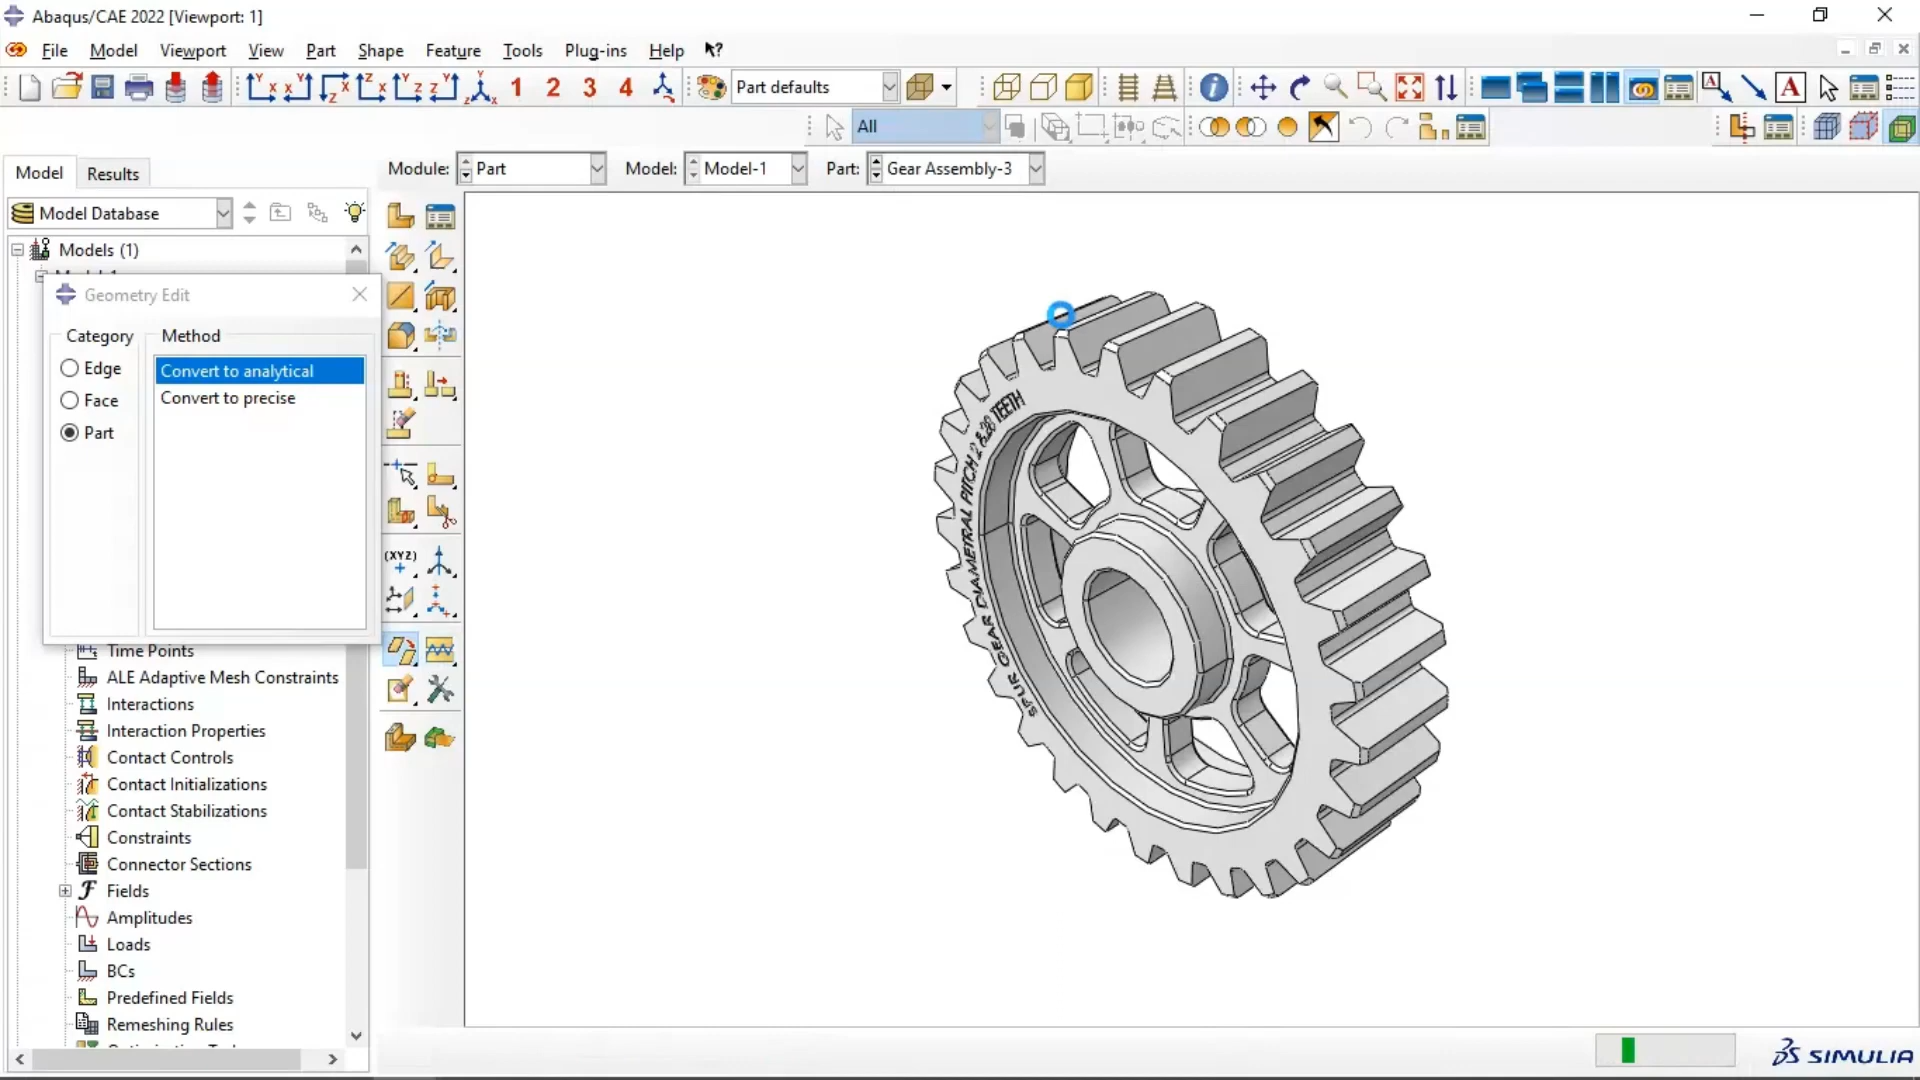 Abaqus/CAE 2022 [Viewport: 1]
File Model Viewport View Part Shape Feature Tools Plug-ins Help
1 2 3 4 Part defaults
All
Model Results
Module: Part Model: Model-1 Part: Gear Assembly-3
Model Database
Models (1)
Geometry Edit
Category Method
Edge
Face
Part
Convert to analytical
Convert to precise
(XYZ)
Time Points
ALE Adaptive Mesh Constraints
Interactions
Interaction Properties
Contact Controls
Contact Initializations
Contact Stabilizations
Constraints
Connector Sections
Fields
Amplitudes
Loads
BCs
Predefined Fields
Remeshing Rules
SPUR GEAR DIAMETRAL PITCH 2 TEETH
SIMULIA